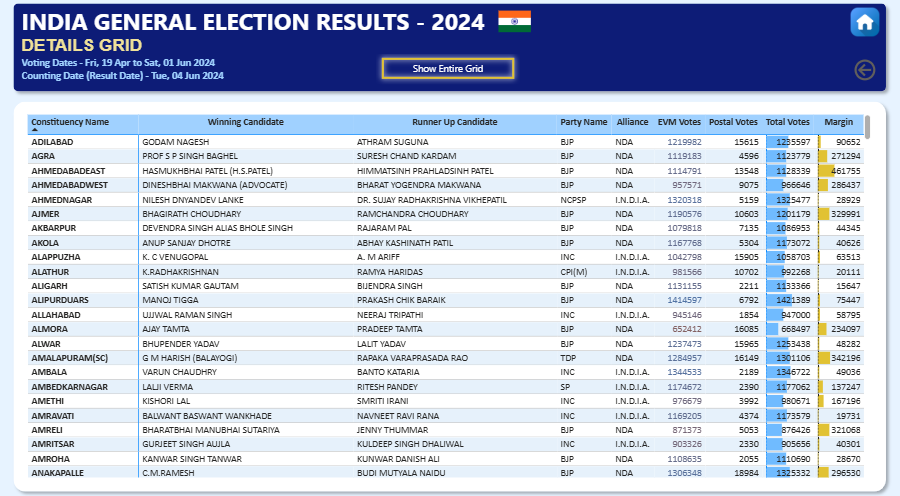 INDIA GENERAL ELECTION RESULTS - 2024
DETAILS GRID
Voting Dates - Fri, 19 Apr to Sat, 01 Jun 2024
Counting Date (Result Date) - Tue, 04 Jun 2024
Show Entire Grid
Constituency Name Winning Candidate Runner Up Candidate Party Name Alliance EVM Votes Postal Votes Total Votes Margin
ADILABAD GODAM NAGESH ATHRAM SUGUNA BJP NDA 1219982 15615 1235597 90652
AGRA PROF S P SINGH BAGHEL SURESH CHAND KARDAM BJP NDA 1119183 4596 1123779 271294
AHMEDABADEAST HASMUKHBHAI PATEL (H.S.PATEL) HIMMATSINH PRAHLADSINH PATEL BJP NDA 1114791 13548 1128339 461755
AHMEDABADWEST DINESHBHAI MAKWANA (ADVOCATE) BHARAT YOGENDRA MAKWANA BJP NDA 957571 9075 966646 286437
AHMEDNAGAR NILESH DNYANDEV LANKE DR. SUJAY RADHAKRISHNA VIKHEPATIL NCPSP I.N.D.I.A. 1320318 5159 1325477 28929
AJMER BHAGIRATH CHOUDHARY RAMCHANDRA CHOUDHARY BJP NDA 1190576 10603 1201179 329991
AKBARPUR DEVENDRA SINGH ALIAS BHOLE SINGH RAJARAM PAL BJP NDA 1079818 7135 1086953 44345
AKOLA ANUP SANJAY DHOTRE ABHAY KASHINATH PATIL BJP NDA 1167768 5304 1173072 40626
ALAPPUZHA K. C VENUGOPAL A. M ARIFF INC I.N.D.I.A. 1042798 15905 1058703 63513
ALATHUR K.RADHAKRISHNAN RAMYA HARIDAS CPI(M) I.N.D.I.A. 981566 10702 992268 20111
ALIGARH SATISH KUMAR GAUTAM BIJENDRA SINGH BJP NDA 1131155 2211 1133366 15647
ALIPURDUARS MANOJ TIGGA PRAKASH CHIK BARAIK BJP NDA 1414597 6792 1421389 75447
ALLAHABAD UJJWAL RAMAN SINGH NEERAJ TRIPATHI INC I.N.D.I.A. 945146 1854 947000 58795
ALMORA AJAY TAMTA PRADEEP TAMTA BJP NDA 652412 16085 668497 234097
ALWAR BHUPENDER YADAV LALIT YADAV BJP NDA 1237473 15965 1253438 48282
AMALAPURAM(SC) G M HARISH (BALAYOGI) RAPAKA VARAPRASADA RAO TDP NDA 1284957 16149 1301106 342196
AMBALA VARUN CHAUDHRY BANTO KATARIA INC I.N.D.I.A. 1344533 2189 1346722 49036
AMBEDKARNAGAR LALJI VERMA RITESH PANDEY SP I.N.D.I.A. 1174672 2390 1177062 137247
AMETHI KISHORI LAL SMRITI IRANI INC I.N.D.I.A. 976679 3992 980671 167196
AMRAVATI BALWANT BASWANT WANKHADE NAVNEET RAVI RANA INC I.N.D.I.A. 1169205 4374 1173579 19731
AMRELI BHARATBHAI MANUBHAI SUTARIYA JENNY THUMMAR BJP NDA 871373 5053 876426 321068
AMRITSAR GURJEET SINGH AUJLA KULDEEP SINGH DHALIWAL INC I.N.D.I.A. 903326 2330 905656 40301
AMROHA KANWAR SINGH TANWAR KUNWAR DANISH ALI BJP NDA 1108635 2055 1110690 28670
ANAKAPALLE C.M.RAMESH BUDI MUTYALA NAIDU BJP NDA 1306348 18984 1325332 296530